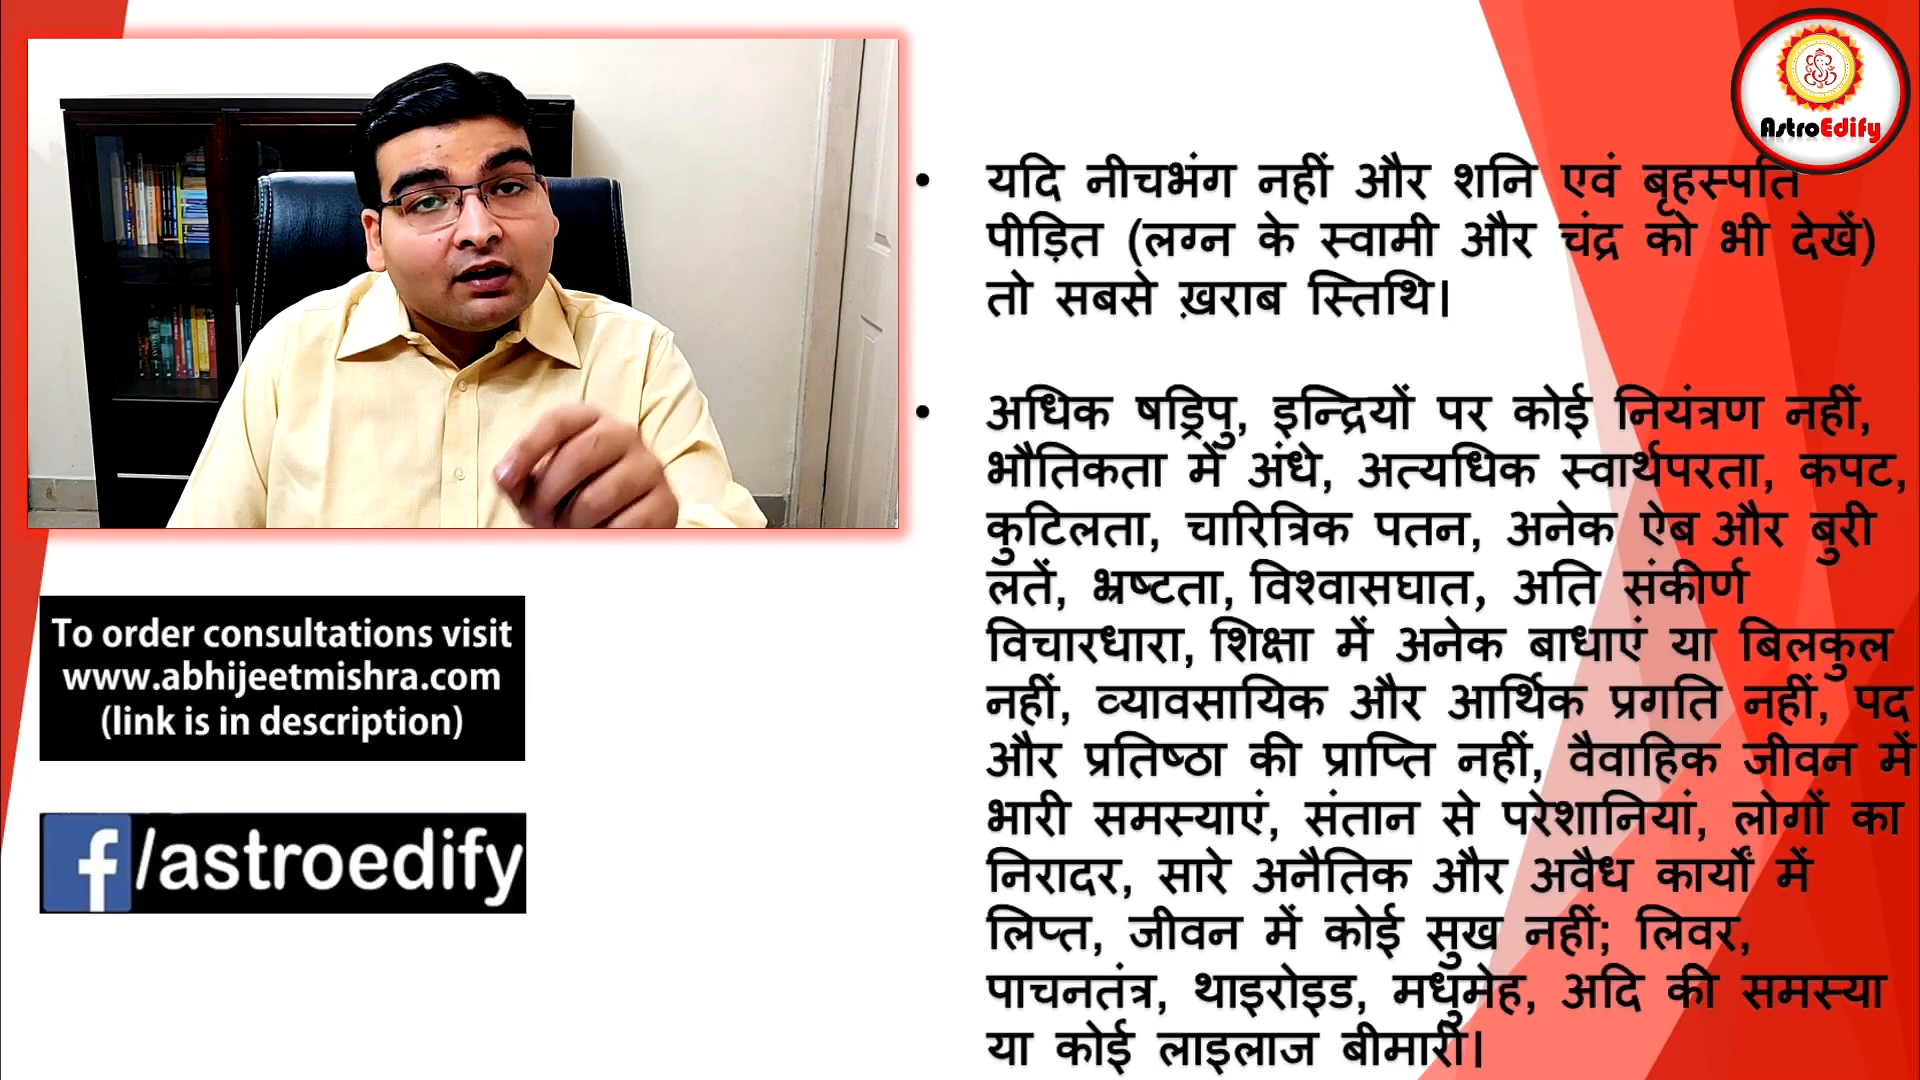 AstroEdify
यदि नीचभंग नहीं और शनि एवं बृहस्पति
पीड़ित (लग्न के स्वामी और चंद्र को भी देखें)
तो सबसे ख़राब स्तिथि।
अधिक षड्रिपु, इन्द्रियों पर कोई नियंत्रण नहीं,
भौतिकता में अंधे, अत्यधिक स्वार्थपरता, कपट,
कुटिलता, चारित्रिक पतन, अनेक ऐब और बुरी
लतें, भ्रष्टता, विश्वासघात, अति संकीर्ण
विचारधारा, शिक्षा में अनेक बाधाएं या बिलकुल
नहीं, व्यावसायिक और आर्थिक प्रगति नहीं, पद
और प्रतिष्ठा की प्राप्ति नहीं, वैवाहिक जीवन में
भारी समस्याएं, संतान से परेशानियां, लोगों का
निरादर, सारे अनैतिक और अवैध कार्यों में
लिप्त, जीवन में कोई सुख नहीं; लिवर,
पाचनतंत्र, थाइरोइड, मधुमेह, अदि की समस्या
या कोई लाइलाज बीमारी।
To order consultations visit
www.abhijeetmishra.com
(link is in description)
f/astroedify